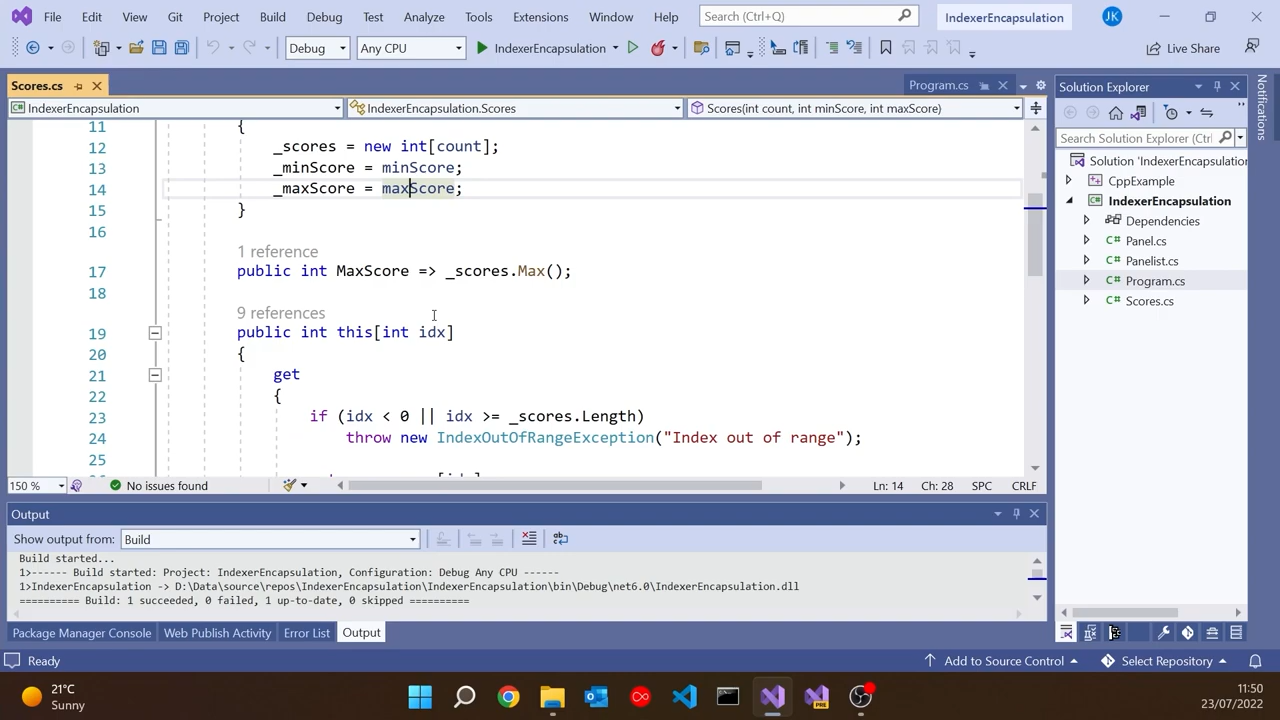 File Edit View Git Project Build Debug Test Analyze Tools Extensions Window Help Search (Ctrl+Q) IndexerEncapsulation JK
Debug Any CPU IndexerEncapsulation Live Share
Scores.cs Program.cs Solution Explorer
IndexerEncapsulation IndexerEncapsulation.Scores Scores(int count, int minScore, int maxScore)
Search Solution Explorer (Ctrl
Solution 'IndexerEncapsulation
CppExample
IndexerEncapsulation
Dependencies
Panel.cs
Panelist.cs
Program.cs
Scores.cs
Notifications
11 {
12 _scores = new int[count];
13 _minScore = minScore;
14 _maxScore = maxScore;
15 }
16
1 reference
17 public int MaxScore => _scores.Max();
18
9 references
19 public int this[int idx]
20 {
21 get
22 {
23 if (idx < 0 || idx >= _scores.Length)
24 throw new IndexOutOfRangeException("Index out of range");
25
150 % No issues found Ln: 14 Ch: 28 SPC CRLF
Output
Show output from: Build
Build started...
1>------ Build started: Project: IndexerEncapsulation, Configuration: Debug Any CPU ------
1>IndexerEncapsulation -> D:\Data\source\repos\IndexerEncapsulation\IndexerEncapsulation\bin\Debug\net6.0\IndexerEncapsulation.dll
========== Build: 1 succeeded, 0 failed, 1 up-to-date, 0 skipped ==========
Package Manager Console Web Publish Activity Error List Output
Ready Add to Source Control Select Repository
21°C
Sunny
PRE
11:50
23/07/2022